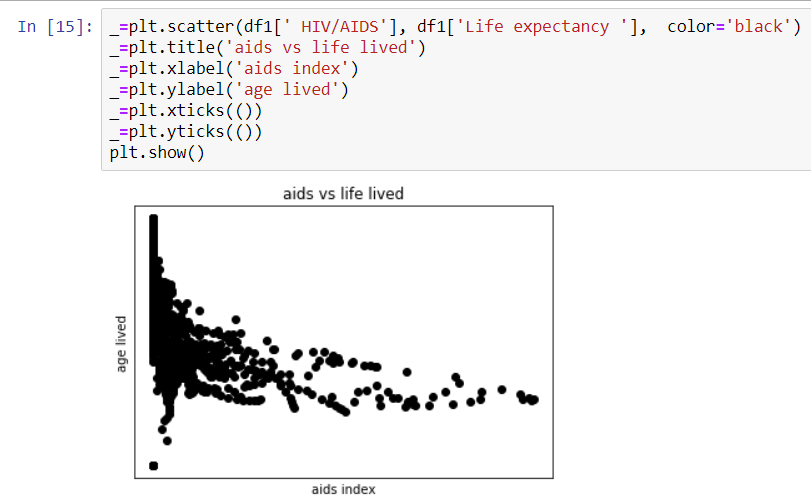 In [15]: _=plt.scatter(df1[' HIV/AIDS'], df1['Life expectancy '],  color='black')
_=plt.title('aids vs life lived')
_=plt.xlabel('aids index')
_=plt.ylabel('age lived')
_=plt.xticks(())
_=plt.yticks(())
plt.show()
aids vs life lived
age lived
aids index